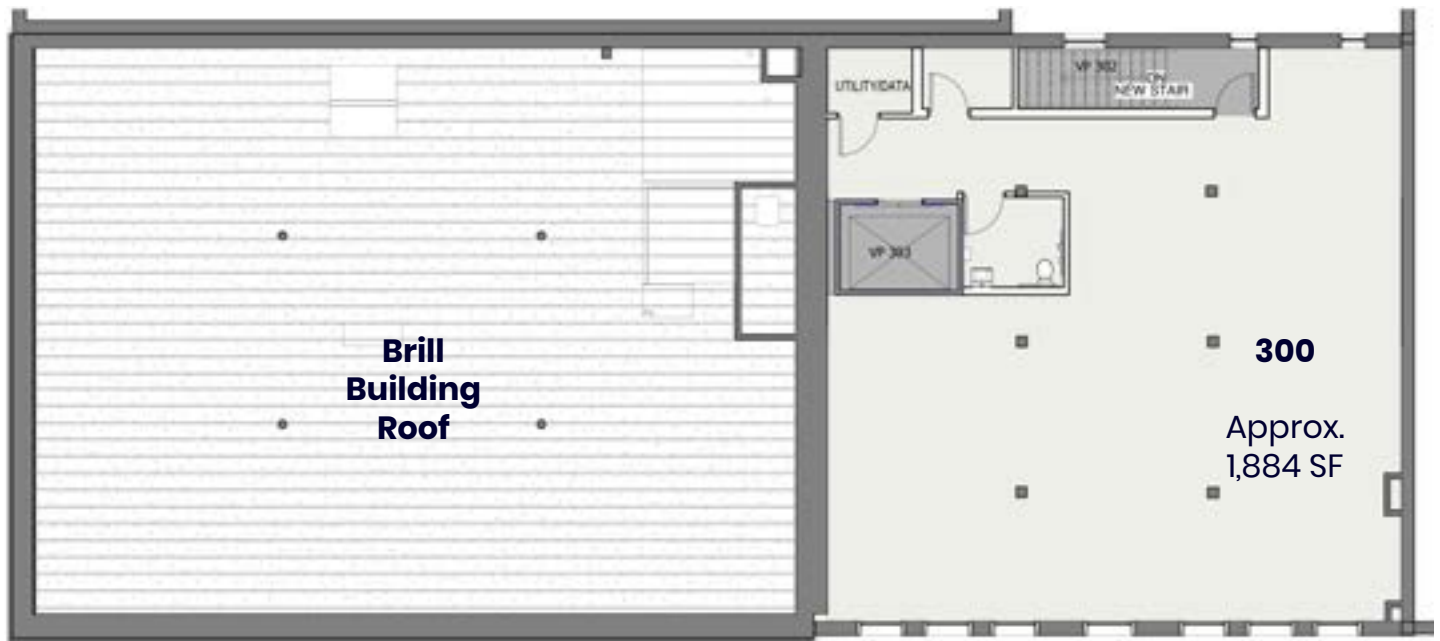 VP 302
DN
NEW STAIR
UTILITY/DATA
VP 303
Brill
Building
Roof
300
Approx.
1,884 SF